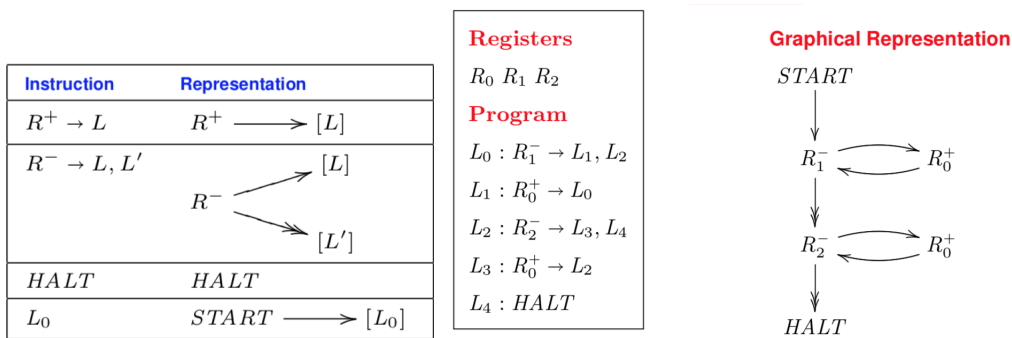 Instruction Representation
R⁺ → L R⁺ ⟶ [L]
R⁻ → L, L′ [L]
R⁻
[L′]
HALT HALT
L₀ START ⟶ [L₀]
Registers
R₀ R₁ R₂
Program
L₀ : R₁⁻ → L₁, L₂
L₁ : R₀⁺ → L₀
L₂ : R₂⁻ → L₃, L₄
L₃ : R₀⁺ → L₂
L₄ : HALT
Graphical Representation
START
R₁⁻ R₀⁺
R₂⁻ R₀⁺
HALT